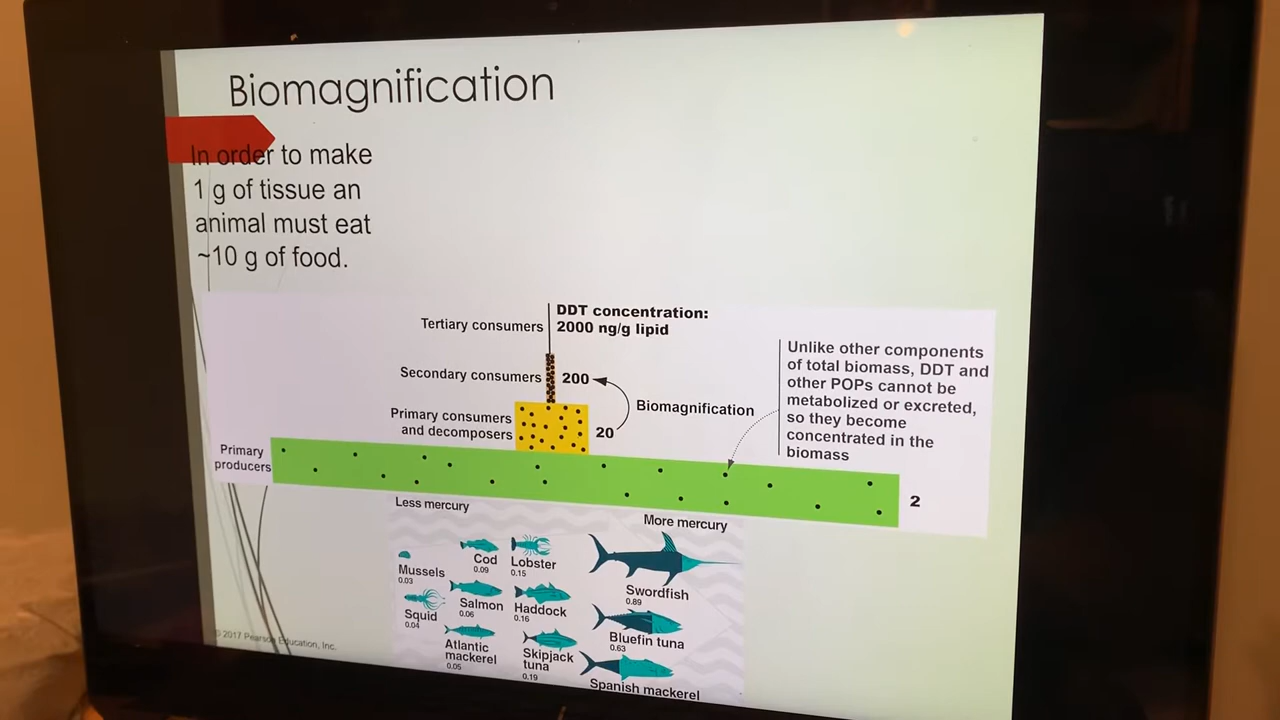 Biomagnification
In order to make
1 g of tissue an
animal must eat
~10 g of food.
DDT concentration:
2000 ng/g lipid
Tertiary consumers
Secondary consumers
200
Biomagnification
Primary consumers
and decomposers
20
Primary
producers
2
Unlike other components
of total biomass, DDT and
other POPs cannot be
metabolized or excreted,
so they become
concentrated in the
biomass
Less mercury
More mercury
Mussels
0.03
Cod
0.09
Lobster
0.15
Swordfish
0.89
Squid
0.04
Salmon
0.06
Haddock
0.16
Bluefin tuna
0.63
Atlantic
mackerel
0.05
Skipjack
tuna
0.19
Spanish mackerel
© 2017 Pearson Education, Inc.